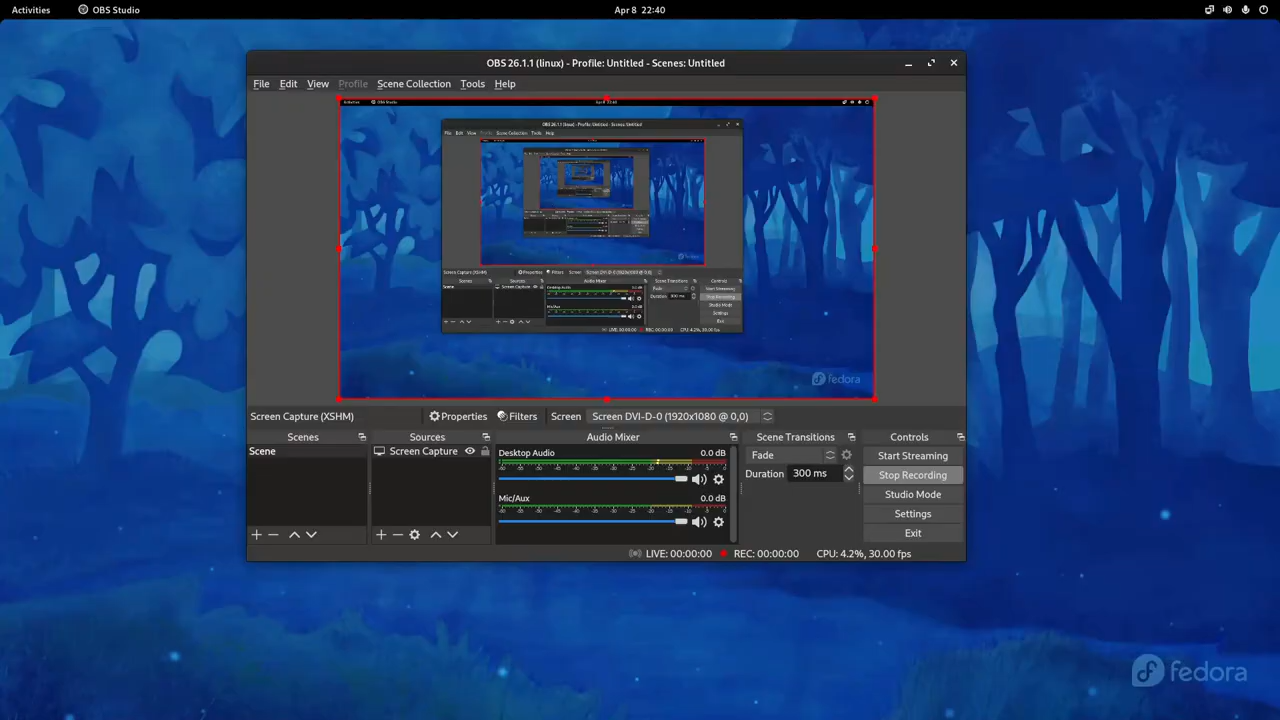 Activities OBS Studio Apr 8 22:40
OBS 26.1.1 (linux) - Profile: Untitled - Scenes: Untitled
File Edit View Profile Scene Collection Tools Help
fedora
Screen Capture (XSHM) Properties Filters Screen Screen DVI-D-0 (1920x1080 @ 0,0)
Scenes Sources Audio Mixer Scene Transitions Controls
Scene Screen Capture Desktop Audio 0.0 dB Fade Start Streaming
Duration 300 ms Stop Recording
Mic/Aux 0.0 dB Studio Mode
Settings
Exit
LIVE: 00:00:00 REC: 00:00:00 CPU: 4.2%, 30.00 fps
fedora